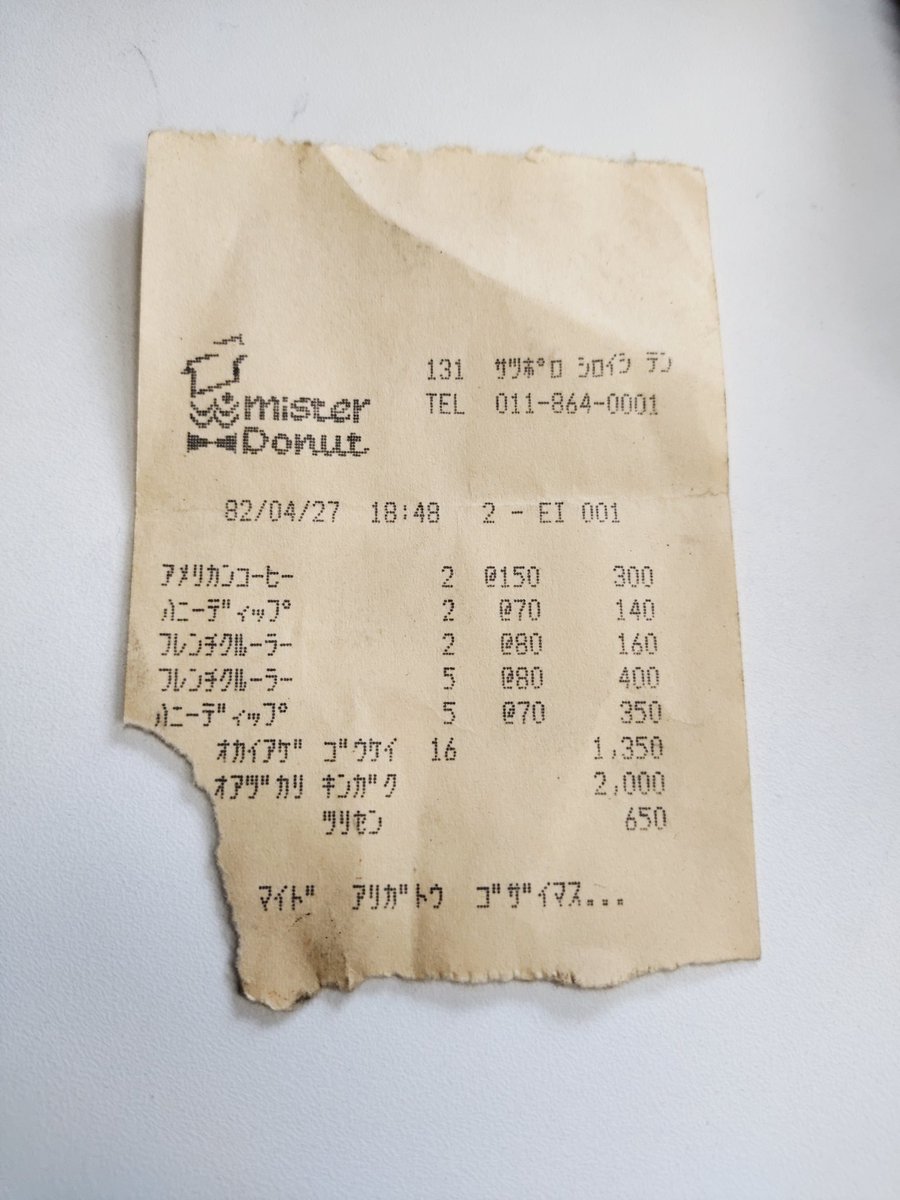 mister Donut
131 ｻﾂﾎﾟﾛ ｼﾛｲｼ ﾃﾝ
TEL 011-864-0001
82/04/27 18:48 2 - EI 001
ｱﾒﾘｶﾝｺｰﾋｰ 2 @150 300
ﾊﾆｰﾃﾞｨｯﾌﾟ 2 @70 140
ﾌﾚﾝﾁｸﾙｰﾗｰ 2 @80 160
ﾌﾚﾝﾁｸﾙｰﾗｰ 5 @80 400
ﾊﾆｰﾃﾞｨｯﾌﾟ 5 @70 350
ｵｶｲｱｹﾞ ｺﾞｳｹｲ 16 1,350
ｵｱﾂﾞｶﾘ ｷﾝｶﾞｸ 2,000
ﾂﾘｾﾝ 650
ﾏｲﾄﾞ ｱﾘｶﾞﾄｳ ｺﾞｻﾞｲﾏｽ...